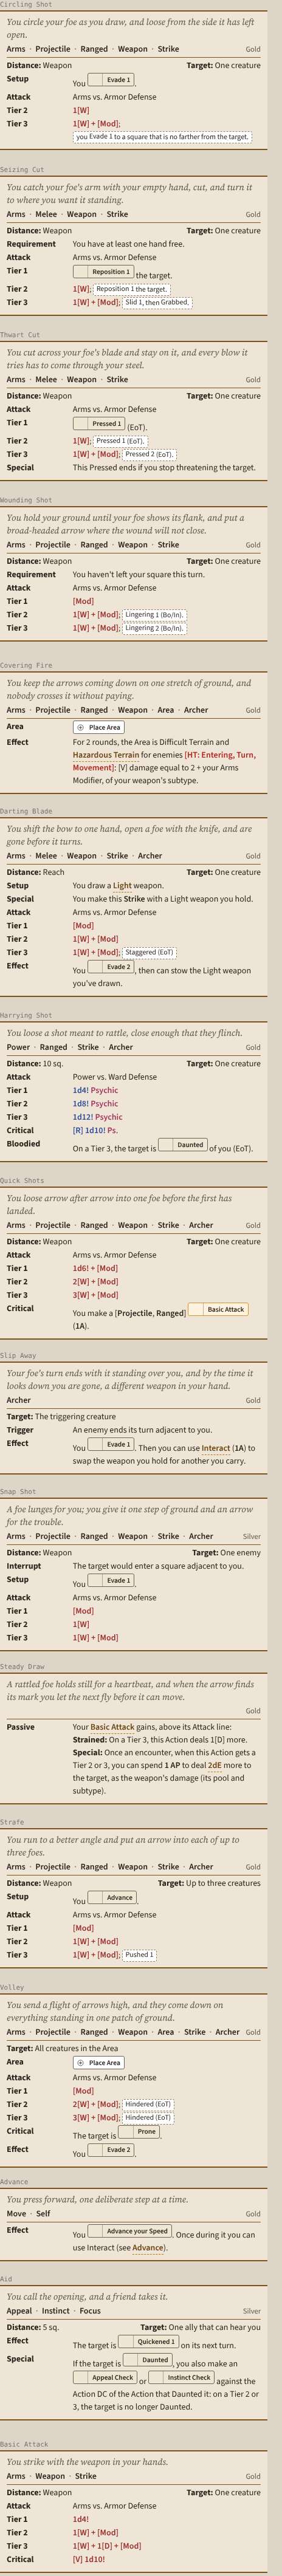 Circling Shot
You circle your foe as you draw, and loose from the side it has left
open.
Arms · Projectile · Ranged · Weapon · Strike Gold
Distance: Weapon Target: One creature
Setup You Evade 1.
Attack Arms vs. Armor Defense
Tier 2 1[W]
Tier 3 1[W] + [Mod];
you Evade 1 to a square that is no farther from the target.
Seizing Cut
You catch your foe's arm with your empty hand, cut, and turn it
to where you want it standing.
Arms · Melee · Weapon · Strike Gold
Distance: Weapon Target: One creature
Requirement You have at least one hand free.
Attack Arms vs. Armor Defense
Tier 1 Reposition 1 the target.
Tier 2 1[W]; Reposition 1 the target.
Tier 3 1[W] + [Mod]; Slid 1, then Grabbed.
Thwart Cut
You cut across your foe's blade and stay on it, and every blow it
tries has to come through your steel.
Arms · Melee · Weapon · Strike Gold
Distance: Weapon Target: One creature
Attack Arms vs. Armor Defense
Tier 1 Pressed 1 (EoT).
Tier 2 1[W]; Pressed 1 (EoT).
Tier 3 1[W] + [Mod]; Pressed 2 (EoT).
Special This Pressed ends if you stop threatening the target.
Wounding Shot
You hold your ground until your foe shows its flank, and put a
broad-headed arrow where the wound will not close.
Arms · Projectile · Ranged · Weapon · Strike Gold
Distance: Weapon Target: One creature
Requirement You haven't left your square this turn.
Attack Arms vs. Armor Defense
Tier 1 [Mod]
Tier 2 1[W] + [Mod]; Lingering 1 (Bo/In).
Tier 3 1[W] + [Mod]; Lingering 2 (Bo/In).
Covering Fire
You keep the arrows coming down on one stretch of ground, and
nobody crosses it without paying.
Arms · Projectile · Ranged · Weapon · Area · Archer Gold
Area Place Area
Effect For 2 rounds, the Area is Difficult Terrain and
Hazardous Terrain for enemies [HT: Entering, Turn,
Movement]: [V] damage equal to 2 + your Arms
Modifier, of your weapon's subtype.
Darting Blade
You shift the bow to one hand, open a foe with the knife, and are
gone before it turns.
Arms · Melee · Weapon · Strike · Archer Gold
Distance: Reach Target: One creature
Setup You draw a Light weapon.
Special You make this Strike with a Light weapon you hold.
Attack Arms vs. Armor Defense
Tier 1 [Mod]
Tier 2 1[W] + [Mod]
Tier 3 1[W] + [Mod]; Staggered (EoT)
Effect You Evade 2, then can stow the Light weapon
you've drawn.
Harrying Shot
You loose a shot meant to rattle, close enough that they flinch.
Power · Ranged · Strike · Archer Gold
Distance: 10 sq. Target: One creature
Attack Power vs. Ward Defense
Tier 1 1d4! Psychic
Tier 2 1d8! Psychic
Tier 3 1d12! Psychic
Critical [R] 1d10! Ps.
Bloodied On a Tier 3, the target is Daunted of you (EoT).
Quick Shots
You loose arrow after arrow into one foe before the first has
landed.
Arms · Projectile · Ranged · Weapon · Strike · Archer Gold
Distance: Weapon Target: One creature
Attack Arms vs. Armor Defense
Tier 1 1d6! + [Mod]
Tier 2 2[W] + [Mod]
Tier 3 3[W] + [Mod]
Critical You make a [Projectile, Ranged] Basic Attack
(1A).
Slip Away
Your foe's turn ends with it standing over you, and by the time it
looks down you are gone, a different weapon in your hand.
Archer Gold
Target: The triggering creature
Trigger An enemy ends its turn adjacent to you.
Effect You Evade 1. Then you can use Interact (1A) to
swap the weapon you hold for another you carry.
Snap Shot
A foe lunges for you; you give it one step of ground and an arrow
for the trouble.
Arms · Projectile · Ranged · Weapon · Strike · Archer Silver
Distance: Weapon Target: One enemy
Interrupt The target would enter a square adjacent to you.
Setup You Evade 1.
Attack Arms vs. Armor Defense
Tier 1 [Mod]
Tier 2 1[W]
Tier 3 1[W] + [Mod]
Steady Draw
A rattled foe holds still for a heartbeat, and when the arrow finds
its mark you let the next fly before it can move.
Gold
Passive Your Basic Attack gains, above its Attack line:
Strained: On a Tier 3, this Action deals 1[D] more.
Special: Once an encounter, when this Action gets a
Tier 2 or 3, you can spend 1 AP to deal 2dE more to
the target, as the weapon's damage (its pool and
subtype).
Strafe
You run to a better angle and put an arrow into each of up to
three foes.
Arms · Projectile · Ranged · Weapon · Strike · Archer Gold
Distance: Weapon Target: Up to three creatures
Setup You Advance.
Attack Arms vs. Armor Defense
Tier 1 [Mod]
Tier 2 1[W] + [Mod]
Tier 3 1[W] + [Mod]; Pushed 1
Volley
You send a flight of arrows high, and they come down on
everything standing in one patch of ground.
Arms · Projectile · Ranged · Weapon · Area · Strike · Archer Gold
Target: All creatures in the Area
Area Place Area
Attack Arms vs. Armor Defense
Tier 1 [Mod]
Tier 2 2[W] + [Mod]; Hindered (EoT)
Tier 3 3[W] + [Mod]; Hindered (EoT)
Critical The target is Prone.
Effect You Evade 2.
Advance
You press forward, one deliberate step at a time.
Move · Self Gold
Effect You Advance your Speed. Once during it you can
use Interact (see Advance).
Aid
You call the opening, and a friend takes it.
Appeal · Instinct · Focus Silver
Distance: 5 sq. Target: One ally that can hear you
Effect The target is Quickened 1 on its next turn.
Special If the target is Daunted, you also make an
Appeal Check or Instinct Check against the
Action DC of the Action that Daunted it: on a Tier 2 or
3, the target is no longer Daunted.
Basic Attack
You strike with the weapon in your hands.
Arms · Weapon · Strike Gold
Distance: Weapon Target: One creature
Attack Arms vs. Armor Defense
Tier 1 1d4!
Tier 2 1[W] + [Mod]
Tier 3 1[W] + 1[D] + [Mod]
Critical [V] 1d10!